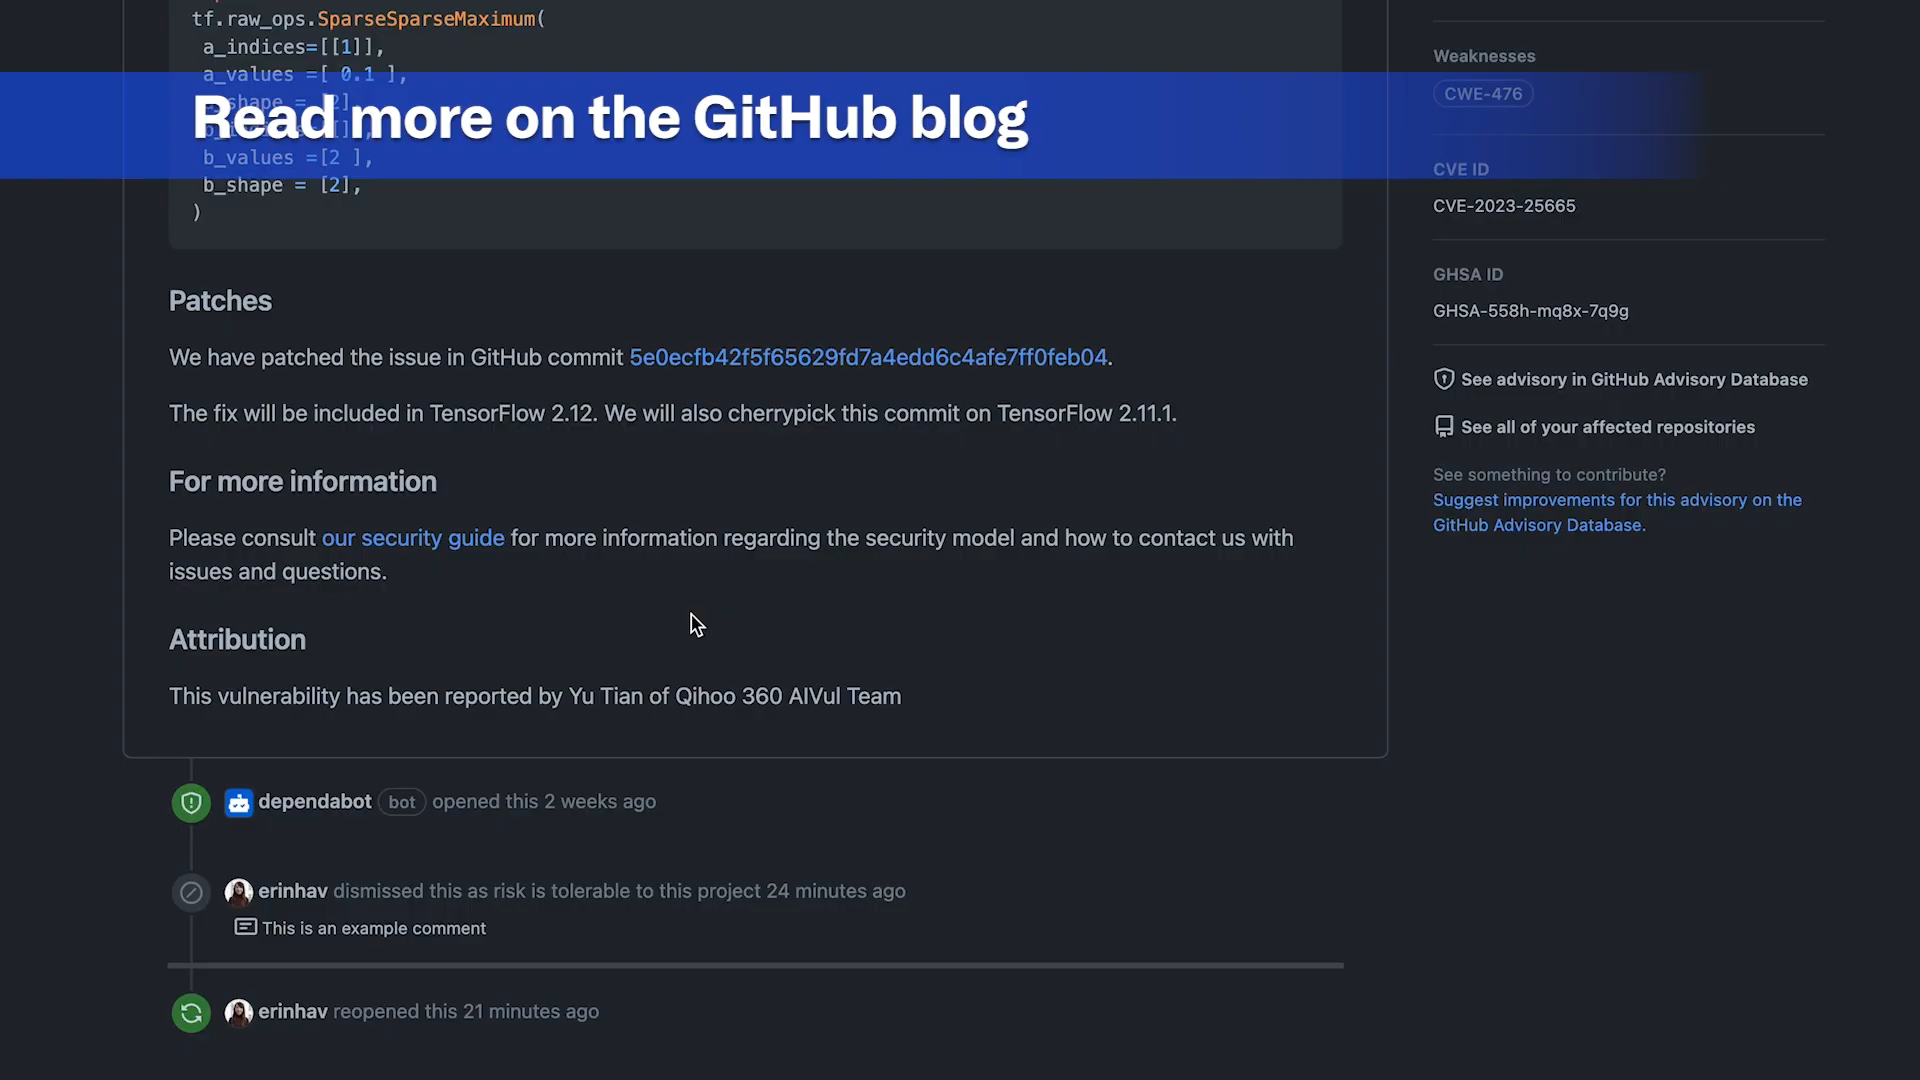 tf.raw_ops.SparseSparseMaximum(
a_indices=[[1]],
a_values =[ 0.1 ],
Read more on the GitHub blog
b_values =[2 ],
b_shape = [2],
)
Patches
We have patched the issue in GitHub commit 5e0ecfb42f5f65629fd7a4edd6c4afe7ff0feb04.
The fix will be included in TensorFlow 2.12. We will also cherrypick this commit on TensorFlow 2.11.1.
For more information
Please consult our security guide for more information regarding the security model and how to contact us with
issues and questions.
Attribution
This vulnerability has been reported by Yu Tian of Qihoo 360 AIVul Team
dependabot bot opened this 2 weeks ago
erinhav dismissed this as risk is tolerable to this project 24 minutes ago
This is an example comment
erinhav reopened this 21 minutes ago
Weaknesses
CWE-476
CVE ID
CVE-2023-25665
GHSA ID
GHSA-558h-mq8x-7q9g
See advisory in GitHub Advisory Database
See all of your affected repositories
See something to contribute?
Suggest improvements for this advisory on the
GitHub Advisory Database.